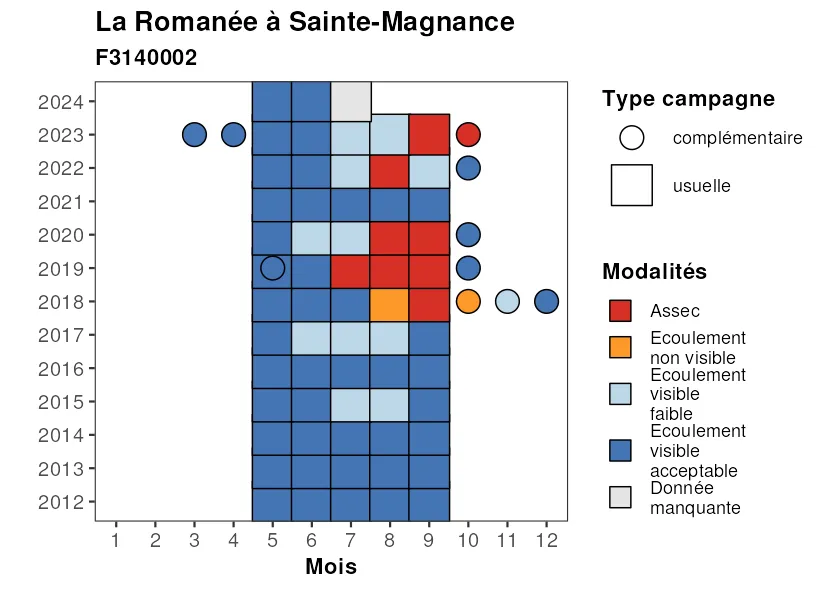 La Romanée à Sainte-Magnance
F3140002
2024
2023
2022
2021
2020
2019
2018
2017
2016
2015
2014
2013
2012
1 2 3 4 5 6 7 8 9 10 11 12
Mois
Type campagne
complémentaire
usuelle
Modalités
Assec
Ecoulement
non visible
Ecoulement
visible
faible
Ecoulement
visible
acceptable
Donnée
manquante